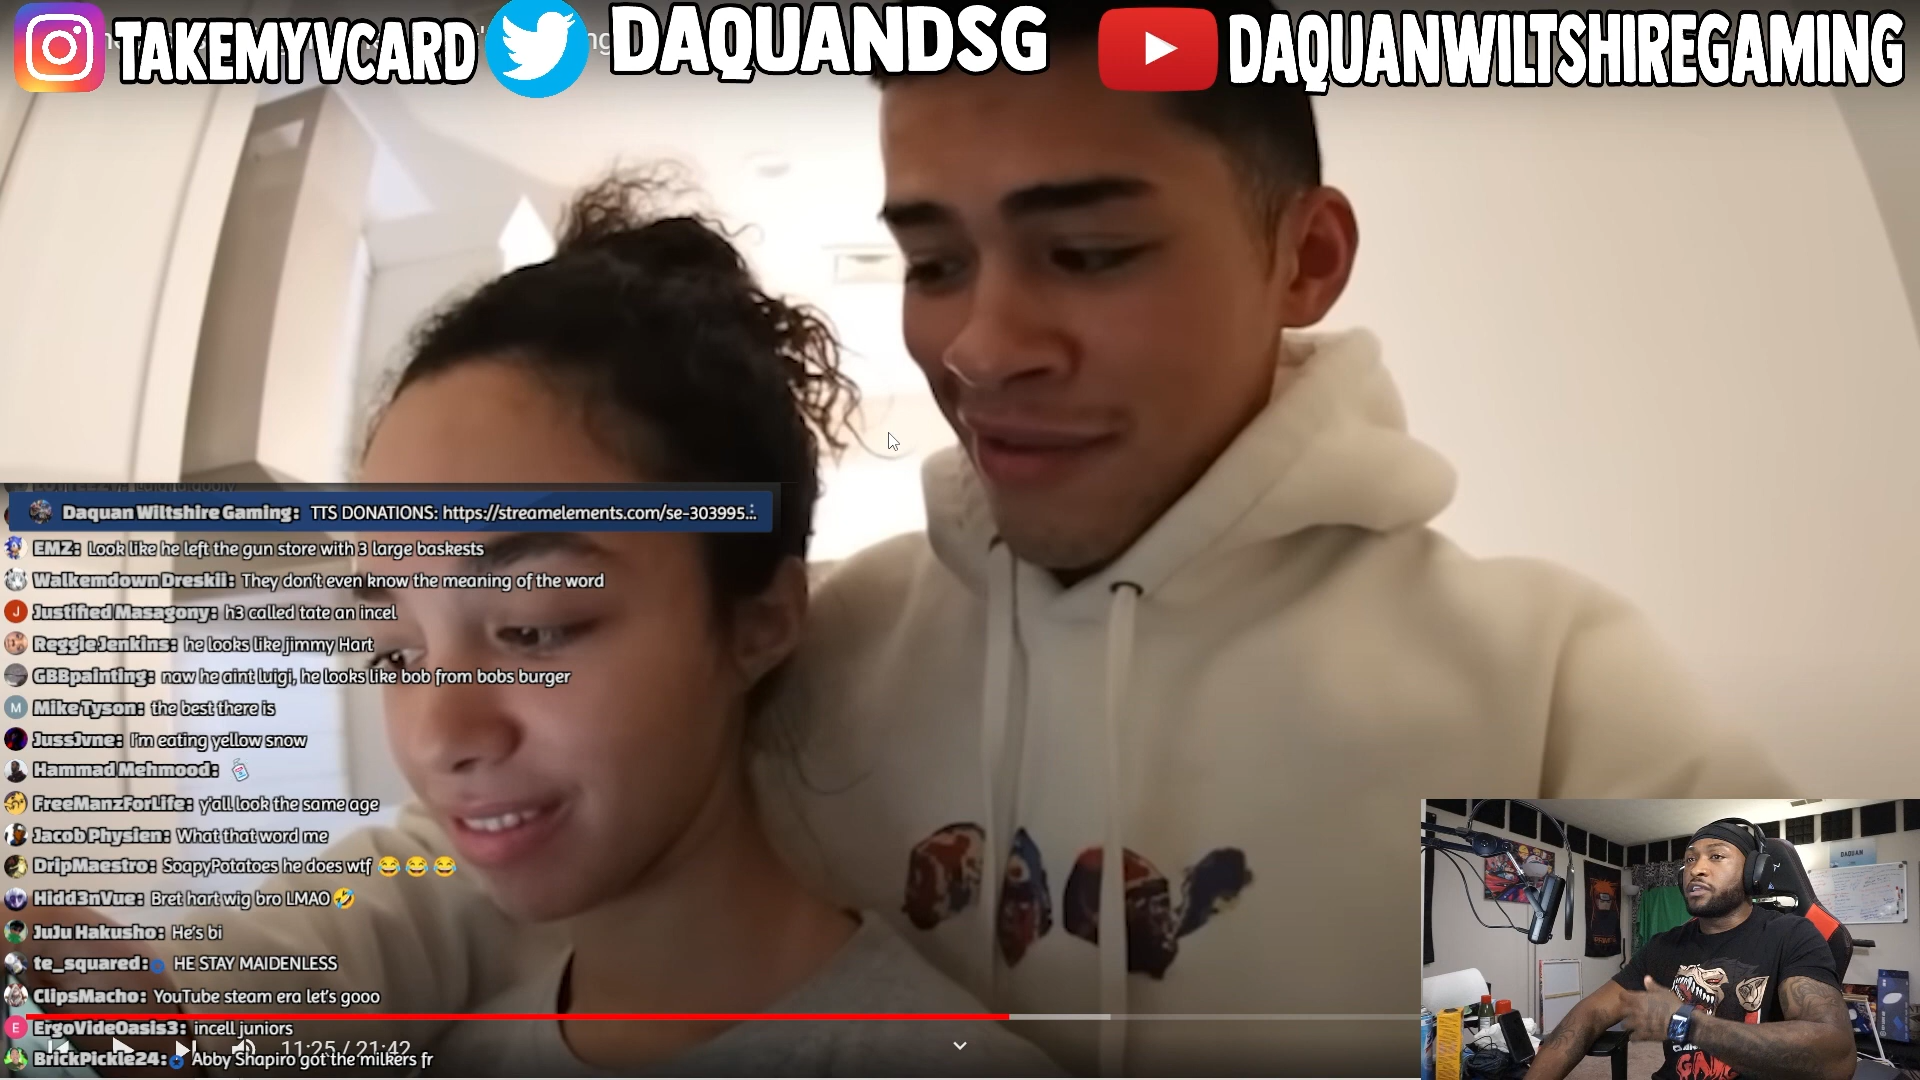 TAKEMYVCARD DAQUANDSG DAQUANWILTSHIREGAMING
Daquan Wiltshire Gaming: TTS DONATIONS: https://streamelements.com/se-303995...
EMZ: Look like he left the gun store with 3 large baskests
Walkemdown Dreskii: They don't even know the meaning of the word
Justified Masagony: h3 called tate an incel
Reggie Jenkins: he looks like jimmy Hart
GBBpainting: naw he aint luigi, he looks like bob from bobs burger
M Mike Tyson: the best there is
JussJvne: I'm eating yellow snow
Hammad Mehmood:
FreeManzForLife: y'all look the same age
Jacob Physien: What that word me
DripMaestro: SoapyPotatoes he does wtf 😂 😂 😂
Hidd3nVue: Bret hart wig bro LMAO 🤣
JuJu Hakusho: He's bi
te_squared: HE STAY MAIDENLESS
ClipsMacho: YouTube steam era let's gooo
E ErgoVideOasis3: incell juniors
11:25 / 21:42
BrickPickle24: Abby Shapiro got the milkers fr
DAQUAN